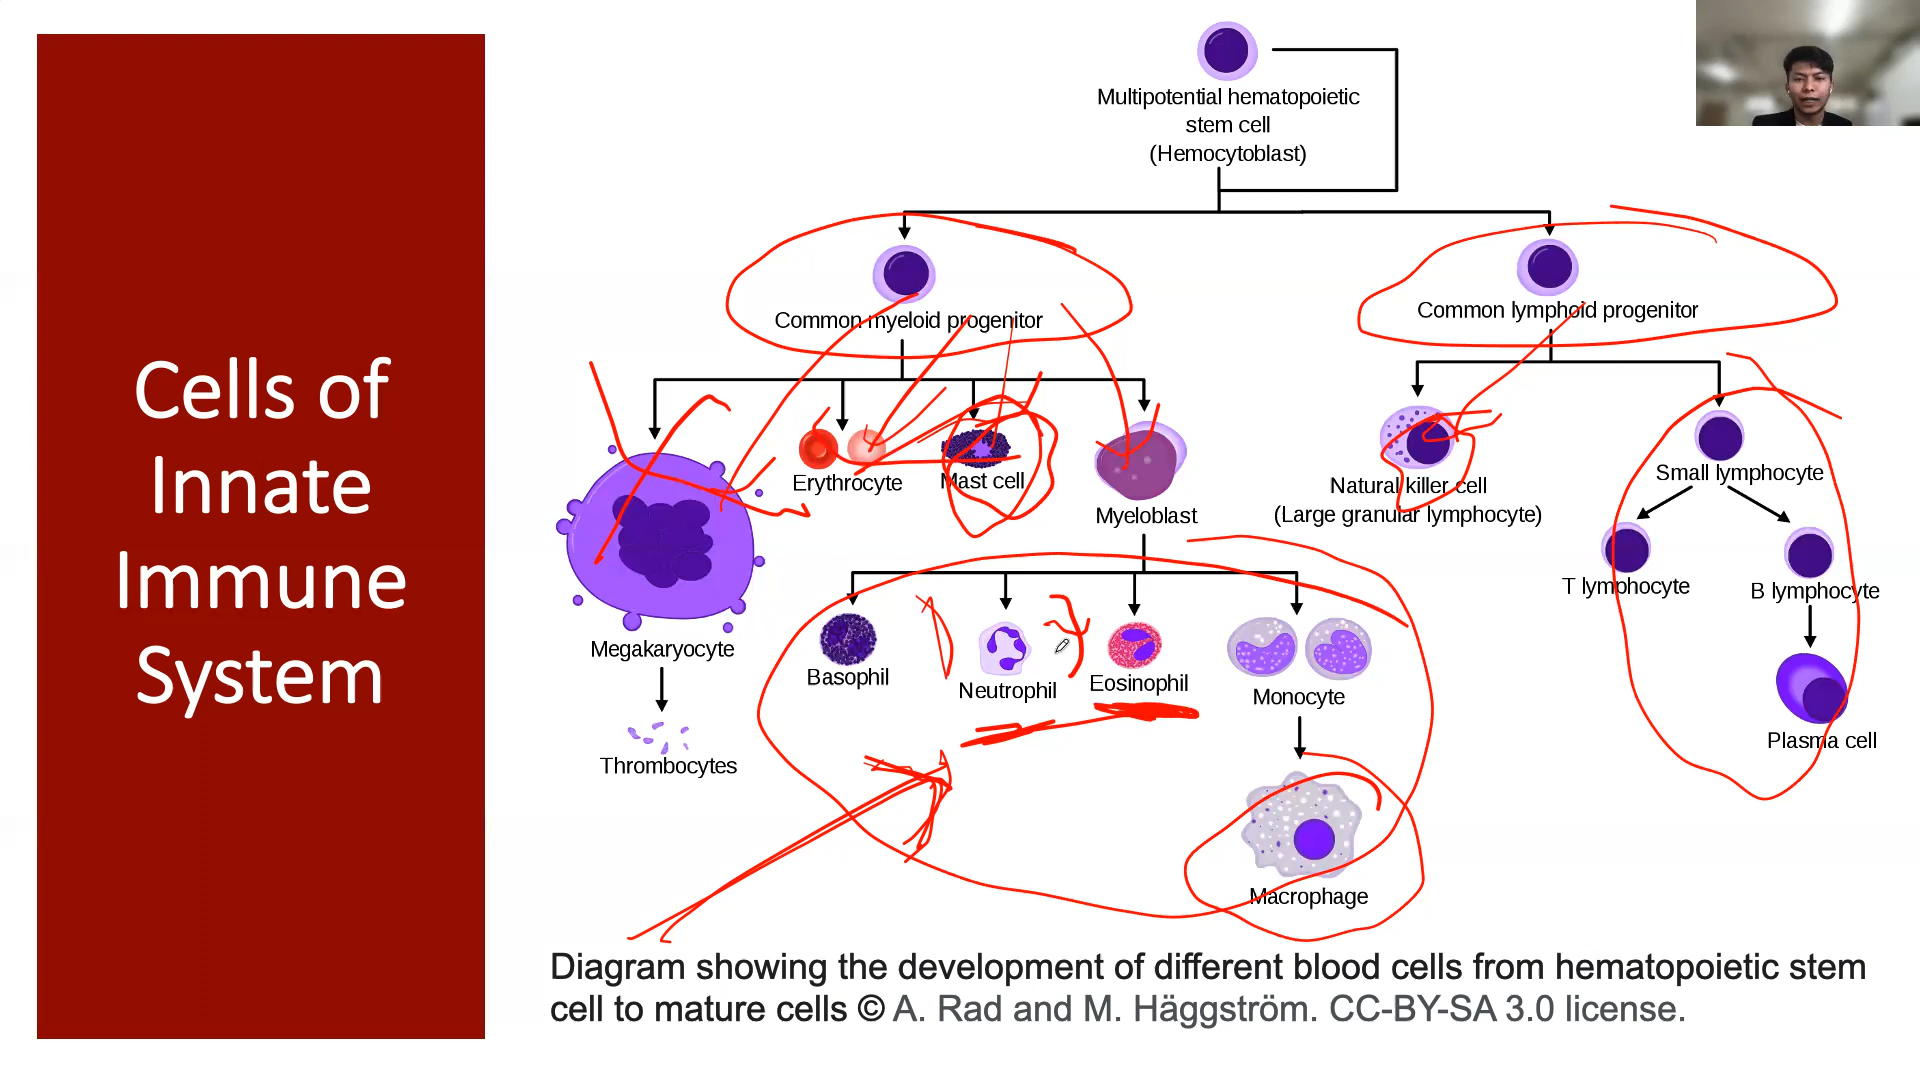 Cells of
Innate
Immune
System
Multipotential hematopoietic
stem cell
(Hemocytoblast)
Common myeloid progenitor
Common lymphoid progenitor
Erythrocyte
Mast cell
Myeloblast
Natural killer cell
(Large granular lymphocyte)
Small lymphocyte
T lymphocyte
B lymphocyte
Megakaryocyte
Basophil
Neutrophil
Eosinophil
Monocyte
Plasma cell
Thrombocytes
Macrophage
Diagram showing the development of different blood cells from hematopoietic stem
cell to mature cells © A. Rad and M. Häggström. CC-BY-SA 3.0 license.